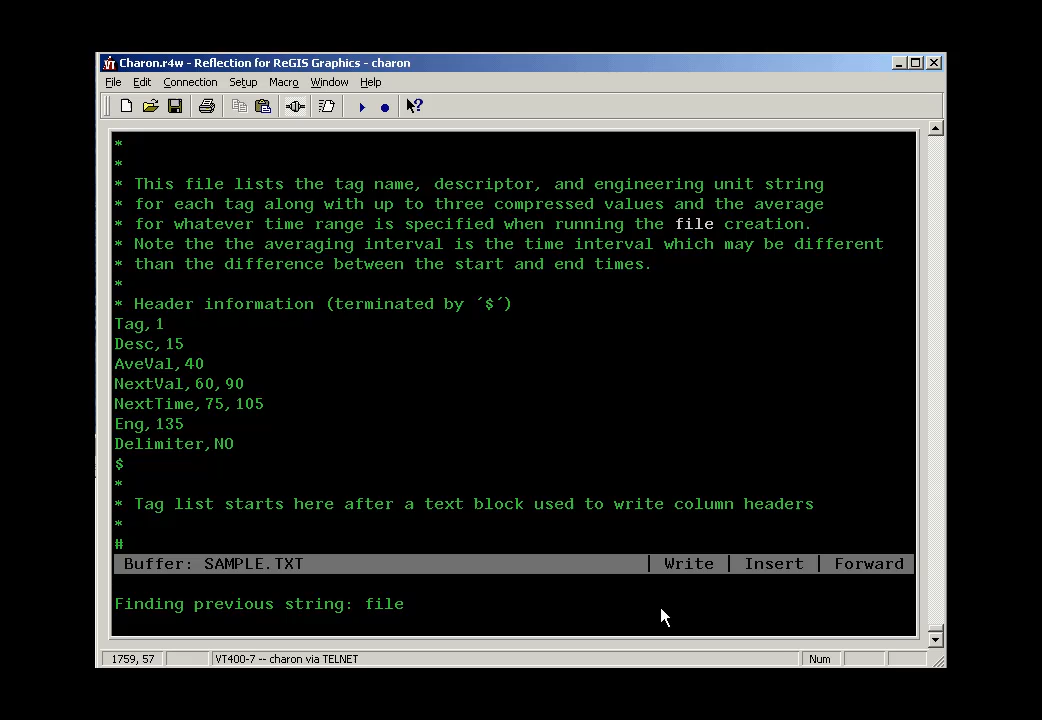 Charon.r4w - Reflection for ReGIS Graphics - charon
File Edit Connection Setup Macro Window Help
*
*
* This file lists the tag name, descriptor, and engineering unit string
* for each tag along with up to three compressed values and the average
* for whatever time range is specified when running the file creation.
* Note the the averaging interval is the time interval which may be different
* than the difference between the start and end times.
*
* Header information (terminated by ´$´)
Tag,1
Desc,15
AveVal,40
NextVal,60,90
NextTime,75,105
Eng,135
Delimiter,NO
$
*
* Tag list starts here after a text block used to write column headers
*
#
Buffer: SAMPLE.TXT | Write | Insert | Forward
Finding previous string: file
1759, 57 VT400-7 -- charon via TELNET Num